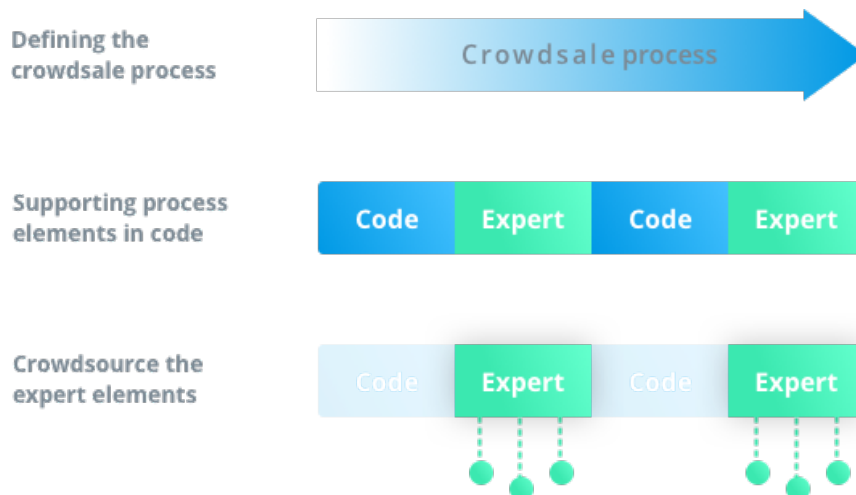 Defining the
crowdsale process
Crowdsale process
Supporting process
elements in code
Code
Expert
Code
Expert
Crowdsource the
expert elements
Code
Expert
Code
Expert